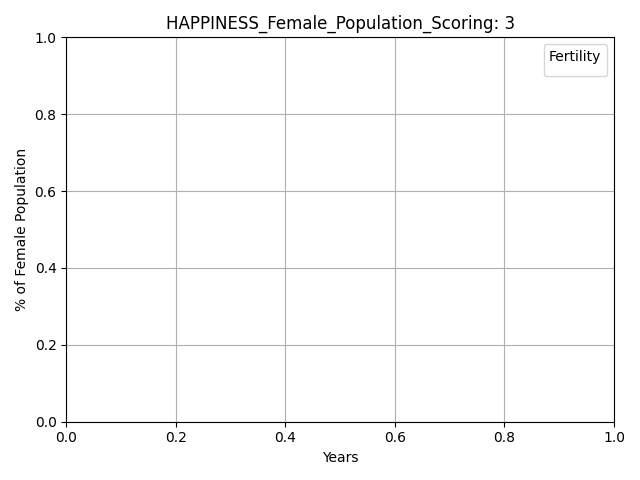 HAPPINESS_Female_Population_Scoring: 3
Fertility
% of Female Population
1.0
0.8
0.6
0.4
0.2
0.0
0.0 0.2 0.4 0.6 0.8 1.0
Years